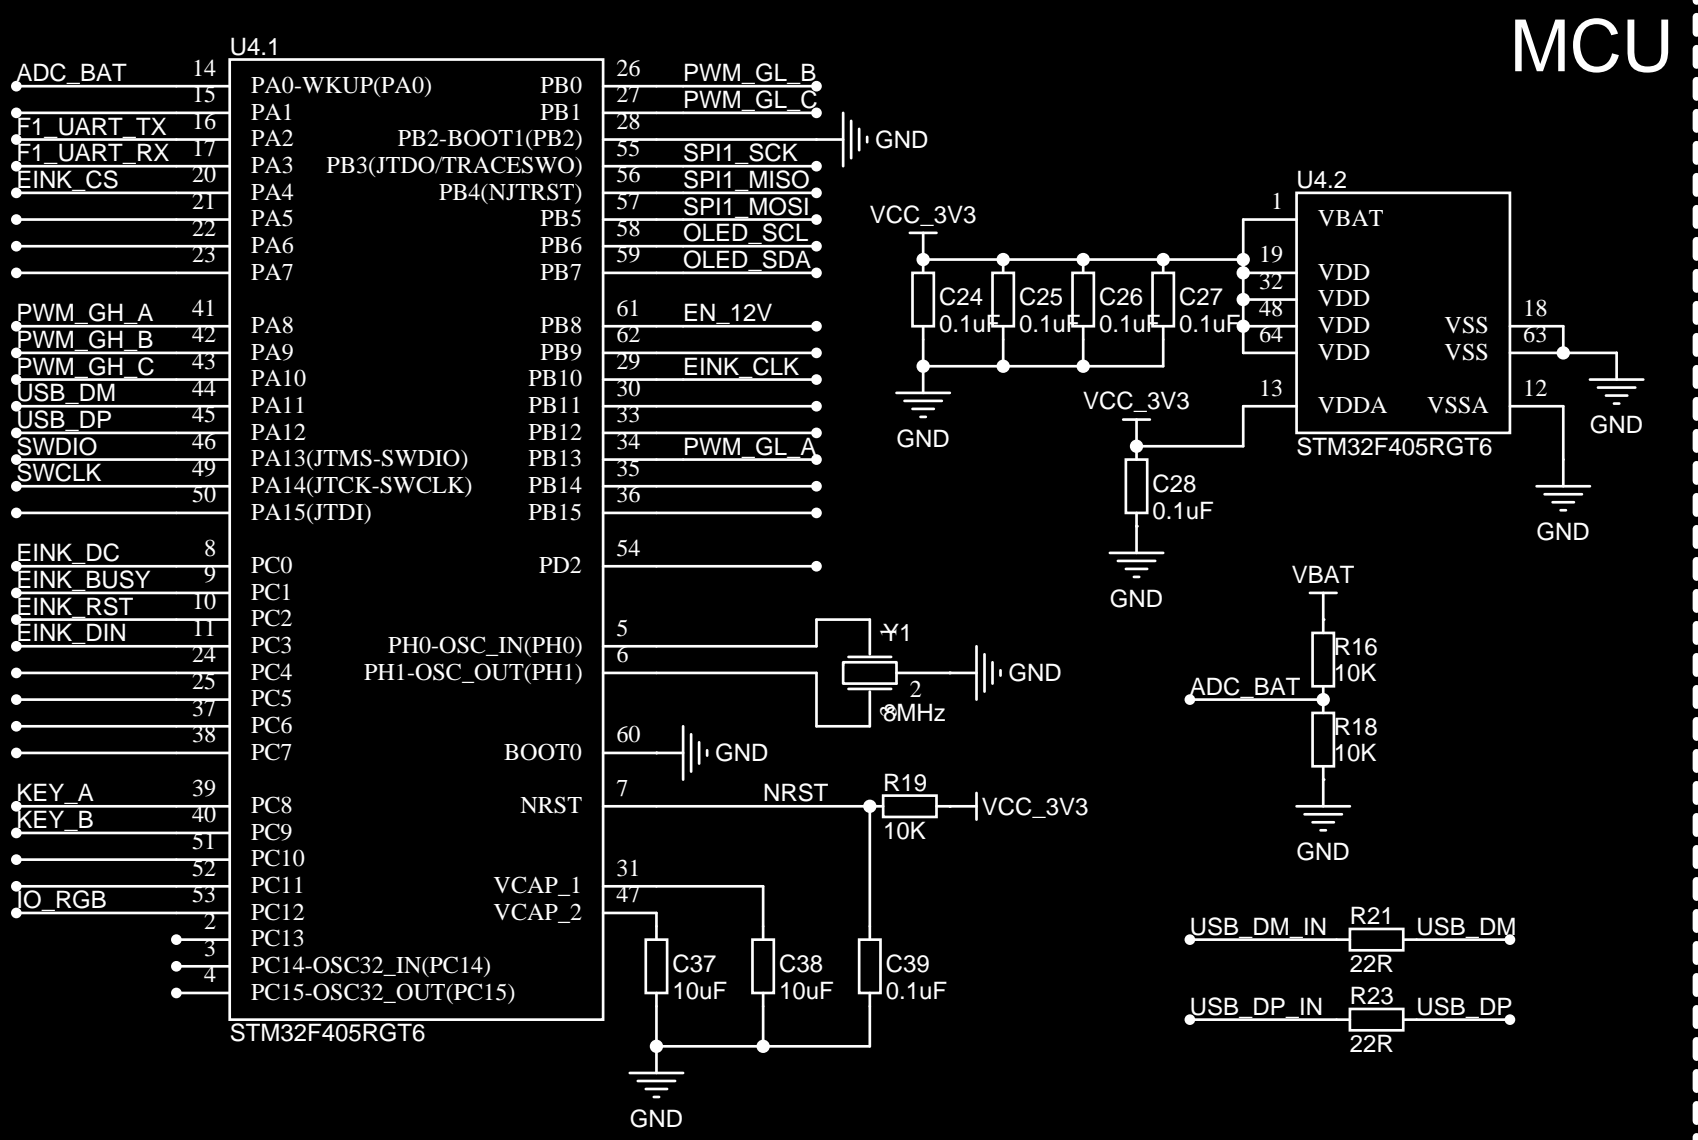 MCU
U4.1
ADC_BAT 14 PA0-WKUP(PA0)
15 PA1
F1_UART_TX 16 PA2
F1_UART_RX 17 PA3
EINK_CS 20 PA4
21 PA5
22 PA6
23 PA7
PWM_GH_A 41 PA8
PWM_GH_B 42 PA9
PWM_GH_C 43 PA10
USB_DM 44 PA11
USB_DP 45 PA12
SWDIO 46 PA13(JTMS-SWDIO)
SWCLK 49 PA14(JTCK-SWCLK)
50 PA15(JTDI)
EINK_DC 8 PC0
EINK_BUSY 9 PC1
EINK_RST 10 PC2
EINK_DIN 11 PC3
24 PC4
25 PC5
37 PC6
38 PC7
KEY_A 39 PC8
KEY_B 40 PC9
51 PC10
52 PC11
IO_RGB 53 PC12
2 PC13
3 PC14-OSC32_IN(PC14)
4 PC15-OSC32_OUT(PC15)
STM32F405RGT6
PB0 26 PWM_GL_B
PB1 27 PWM_GL_C
PB2-BOOT1(PB2) 28 GND
PB3(JTDO/TRACESWO) 55 SPI1_SCK
PB4(NJTRST) 56 SPI1_MISO
PB5 57 SPI1_MOSI
PB6 58 OLED_SCL
PB7 59 OLED_SDA
PB8 61 EN_12V
PB9 62
PB10 29 EINK_CLK
PB11 30
PB12 33
PB13 34 PWM_GL_A
PB14 35
PB15 36
PD2 54
PH0-OSC_IN(PH0) 5
PH1-OSC_OUT(PH1) 6
1
Y1
2
3
8MHz
GND
BOOT0 60 GND
NRST 7 NRST
R19
10K
VCC_3V3
VCAP_1 31
VCAP_2 47
C37
10uF
C38
10uF
C39
0.1uF
GND
VCC_3V3
C24
0.1uF
C25
0.1uF
C26
0.1uF
C27
0.1uF
GND
U4.2
1 VBAT
19 VDD
32 VDD
48 VDD
64 VDD
13 VDDA
VSS 18
VSS 63
VSSA 12
STM32F405RGT6
GND
GND
VCC_3V3
C28
0.1uF
GND
VBAT
R16
10K
ADC_BAT
R18
10K
GND
USB_DM_IN R21 USB_DM
22R
USB_DP_IN R23 USB_DP
22R